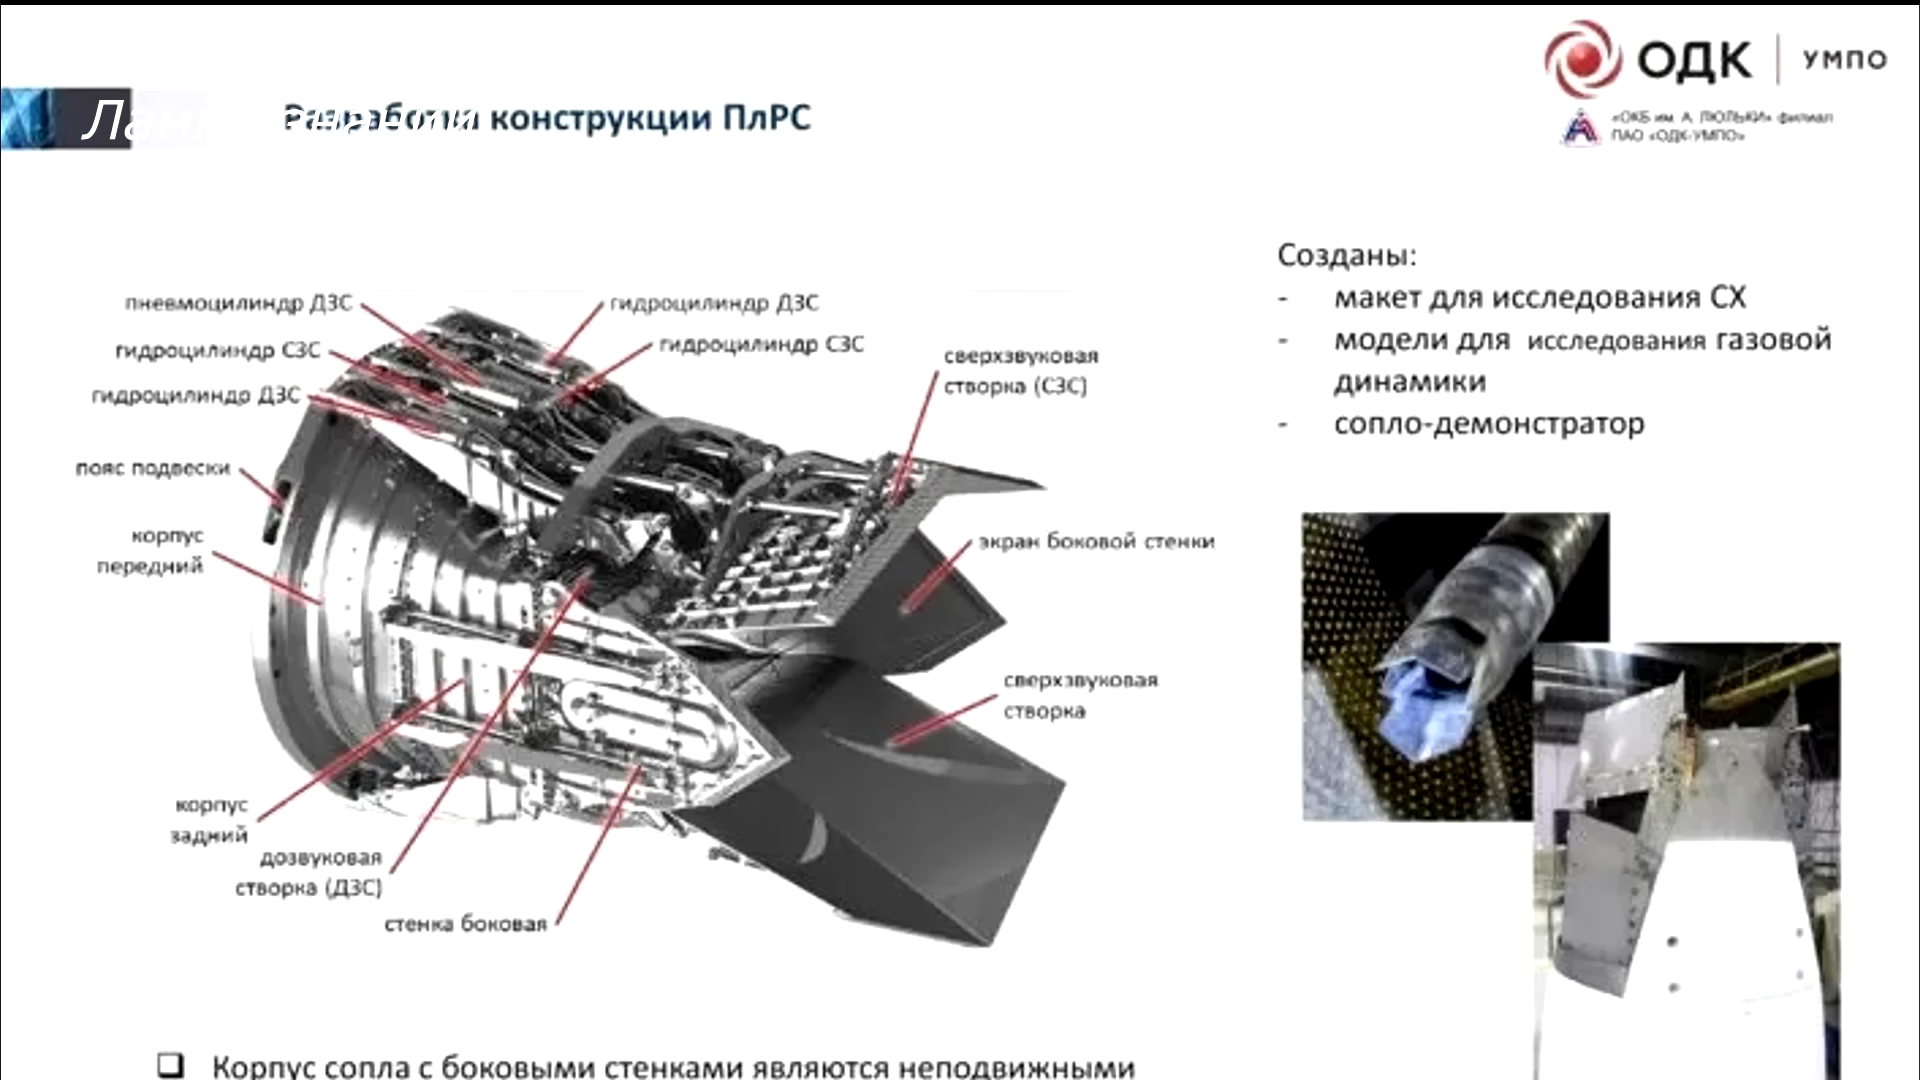 ОДК | УМПО
«ОКБ им. А. ЛЮЛЬКИ» филиал
ПАО «ОДК-УМПО»
конструкции ПлРС
Созданы:
- макет для исследования СХ
- модели для исследования газовой
динамики
- сопло-демонстратор
пневмоцилиндр ДЗС
гидроцилиндр СЗС
гидроцилиндр ДЗС
пояс подвески
корпус
передний
гидроцилиндр ДЗС
гидроцилиндр СЗС
сверхзвуковая
створка (СЗС)
экран боковой стенки
сверхзвуковая
створка
корпус
задний
дозвуковая
створка (ДЗС)
стенка боковая
❑ Корпус сопла с боковыми стенками являются неподвижными